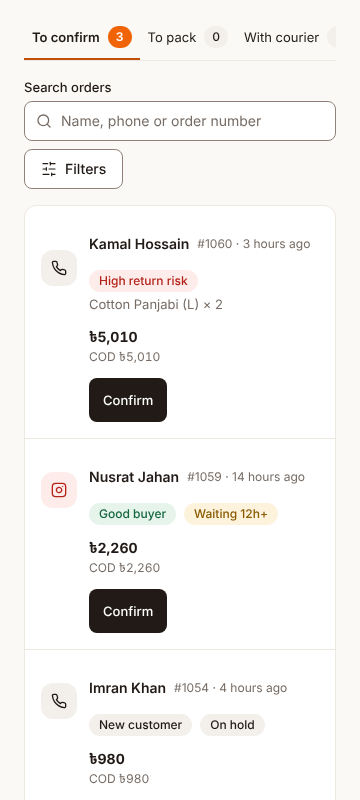 To confirm 3 To pack 0 With courier
Search orders
Name, phone or order number
Filters
Kamal Hossain #1060 · 3 hours ago
High return risk
Cotton Panjabi (L) × 2
৳5,010
COD ৳5,010
Confirm
Nusrat Jahan #1059 · 14 hours ago
Good buyer Waiting 12h+
৳2,260
COD ৳2,260
Confirm
Imran Khan #1054 · 4 hours ago
New customer On hold
৳980
COD ৳980